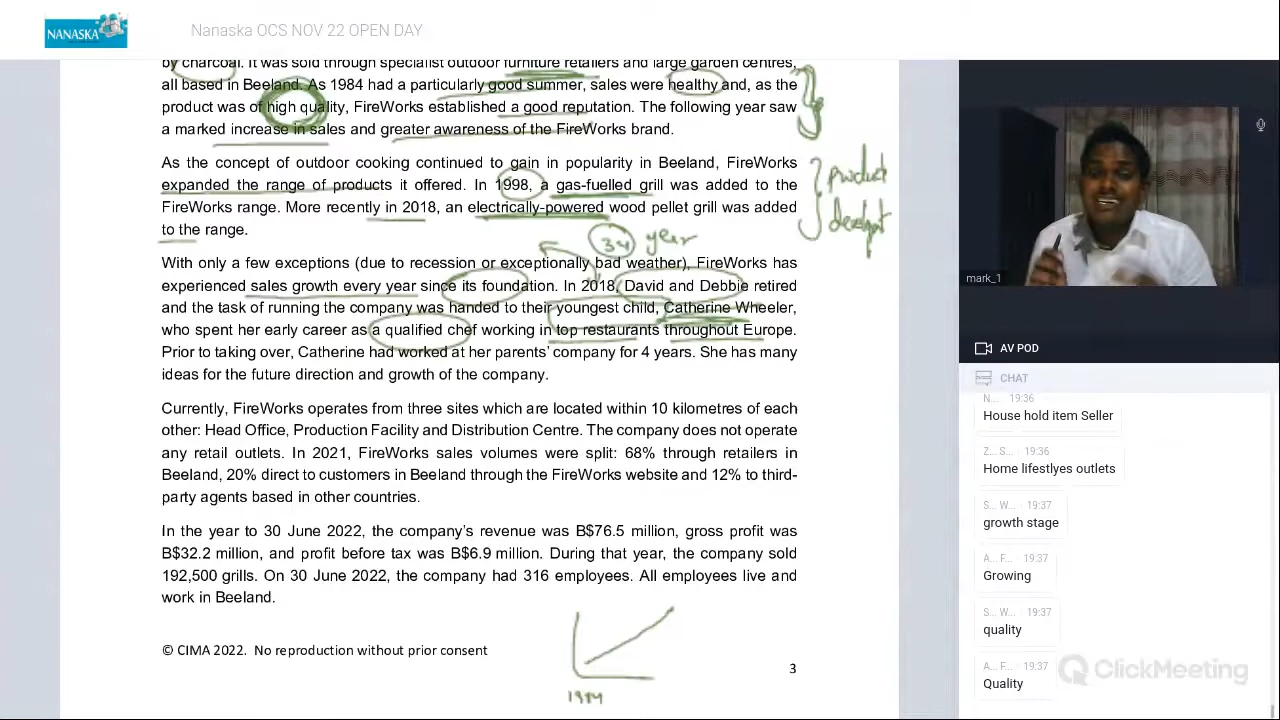 NANASKA
Nanaska OCS NOV 22 OPEN DAY
by charcoal. It was sold through specialist outdoor furniture retailers and large garden centres,
all based in Beeland. As 1984 had a particularly good summer, sales were healthy and, as the
product was of high quality, FireWorks established a good reputation. The following year saw
a marked increase in sales and greater awareness of the FireWorks brand.
As the concept of outdoor cooking continued to gain in popularity in Beeland, FireWorks
expanded the range of products it offered. In 1998, a gas-fuelled grill was added to the
FireWorks range. More recently in 2018, an electrically-powered wood pellet grill was added
to the range.
product
34 year
With only a few exceptions (due to recession or exceptionally bad weather), FireWorks has
experienced sales growth every year since its foundation. In 2018, David and Debbie retired
and the task of running the company was handed to their youngest child, Catherine Wheeler,
who spent her early career as a qualified chef working in top restaurants throughout Europe.
Prior to taking over, Catherine had worked at her parents' company for 4 years. She has many
ideas for the future direction and growth of the company.
Currently, FireWorks operates from three sites which are located within 10 kilometres of each
other: Head Office, Production Facility and Distribution Centre. The company does not operate
any retail outlets. In 2021, FireWorks sales volumes were split: 68% through retailers in
Beeland, 20% direct to customers in Beeland through the FireWorks website and 12% to third-
party agents based in other countries.
In the year to 30 June 2022, the company's revenue was B$76.5 million, gross profit was
B$32.2 million, and profit before tax was B$6.9 million. During that year, the company sold
192,500 grills. On 30 June 2022, the company had 316 employees. All employees live and
work in Beeland.
© CIMA 2022. No reproduction without prior consent
3
1984
mark_1
AV POD
CHAT
N... 19:36
House hold item Seller
Z... S... 19:36
Home lifestlyes outlets
S... W... 19:37
growth stage
A... F... 19:37
Growing
S... W... 19:37
quality
A... F... 19:37
Quality
ClickMeeting